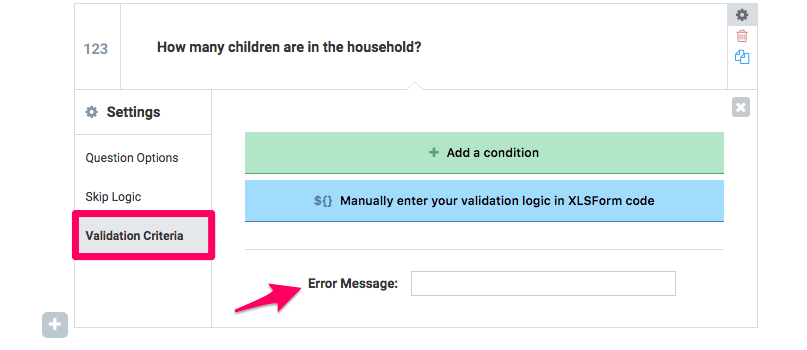 123
How many children are in the household?
Settings
Question Options
Skip Logic
Validation Criteria
+ Add a condition
${} Manually enter your validation logic in XLSForm code
Error Message: